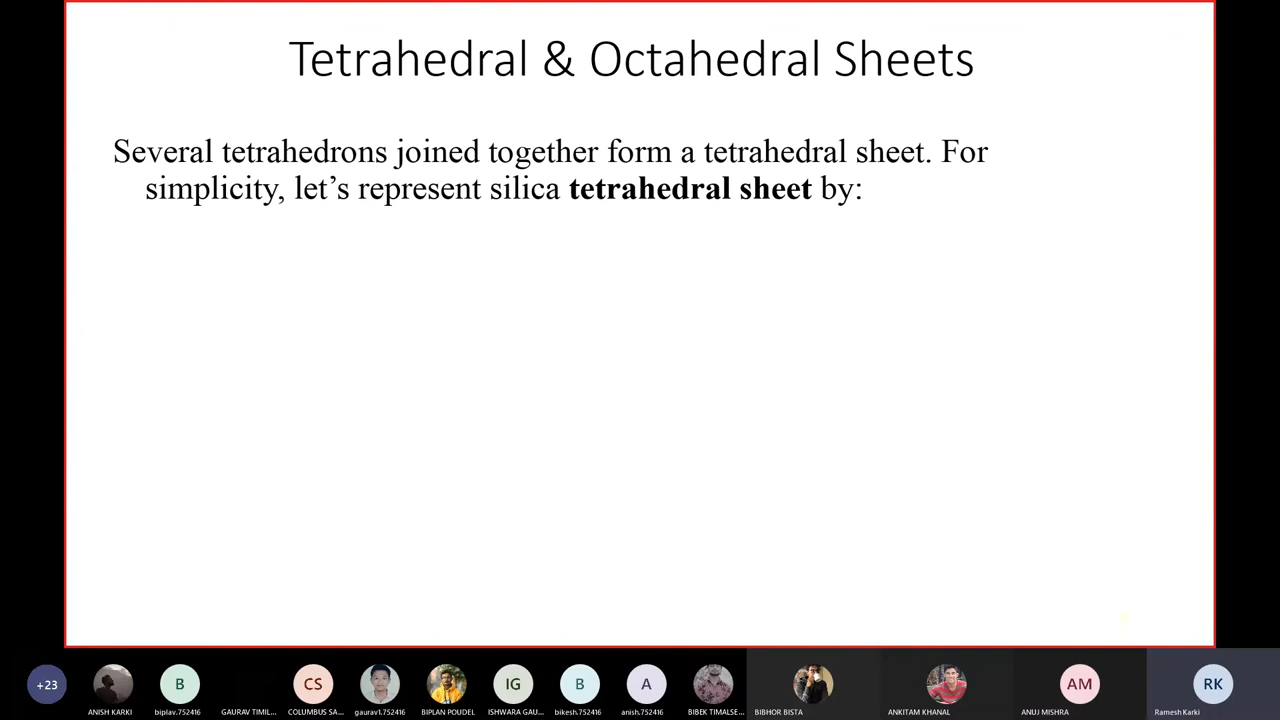 Tetrahedral & Octahedral Sheets
Several tetrahedrons joined together form a tetrahedral sheet. For
simplicity, let’s represent silica tetrahedral sheet by:
+23
B
CS
IG
B
A
AM
RK
ANISH KARKI
biplav.752416
GAURAV TIMIL...
COLUMBUS SA...
gaurav1.752416
BIPLAN POUDEL
ISHWARA GAU...
bikesh.752416
anish.752416
BIBEK TIMALSE...
BIBHOR BISTA
ANKITAM KHANAL
ANUJ MISHRA
Ramesh Karki